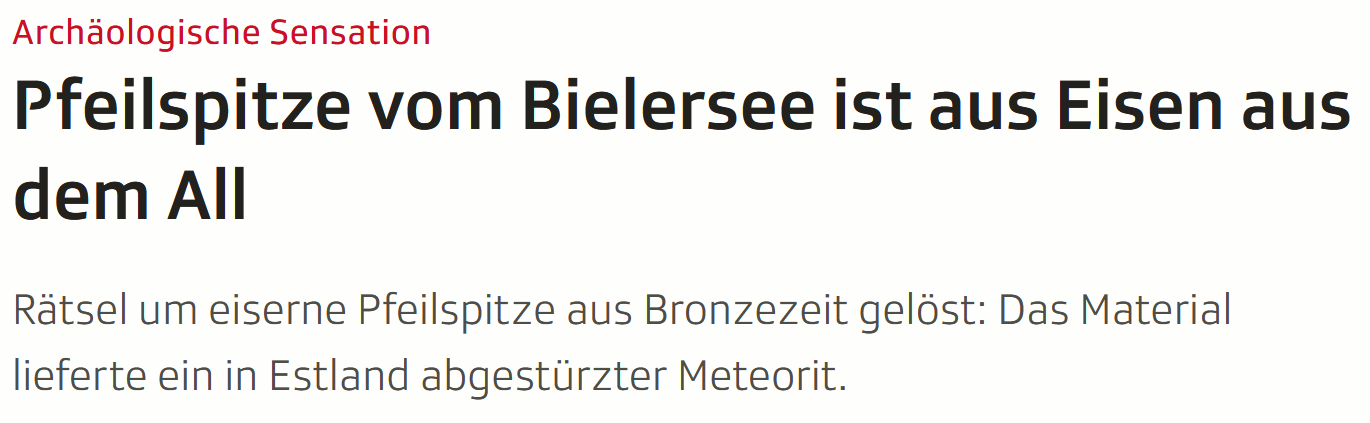 Archäologische Sensation
Pfeilspitze vom Bielersee ist aus Eisen aus
dem All
Rätsel um eiserne Pfeilspitze aus Bronzezeit gelöst: Das Material
lieferte ein in Estland abgestürzter Meteorit.